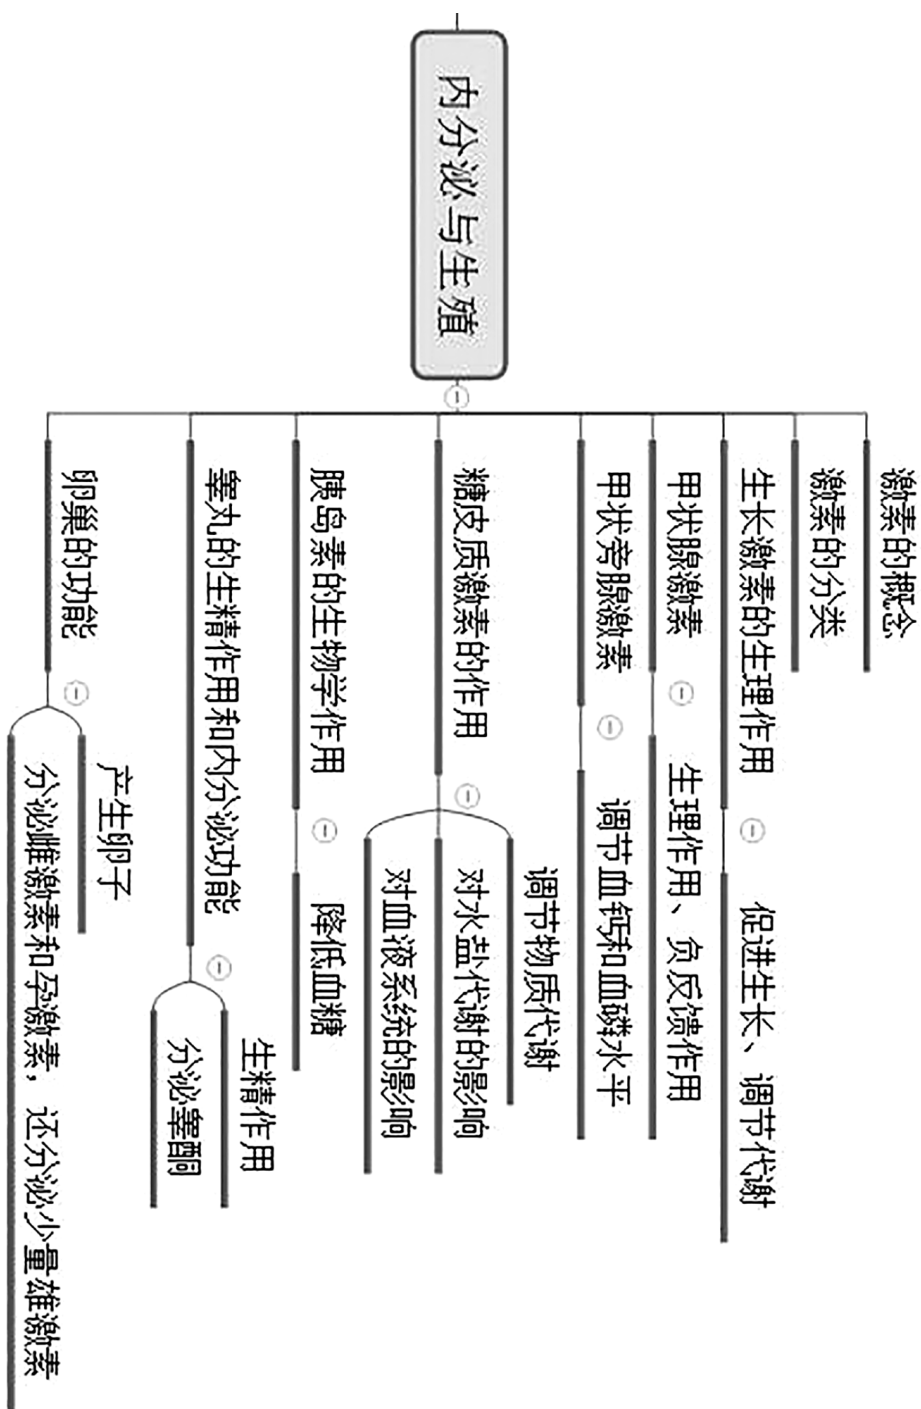 内分泌与生殖
激素的概念
激素的分类
生长激素的生理作用
促进生长、调节代谢
甲状腺激素
生理作用、负反馈作用
甲状旁腺激素
调节血钙和血磷水平
糖皮质激素的作用
调节物质代谢
对水盐代谢的影响
对血液系统的影响
胰岛素的生物学作用
降低血糖
睾丸的生精作用和内分泌功能
生精作用
分泌睾酮
卵巢的功能
产生卵子
分泌雌激素和孕激素，还分泌少量雄激素